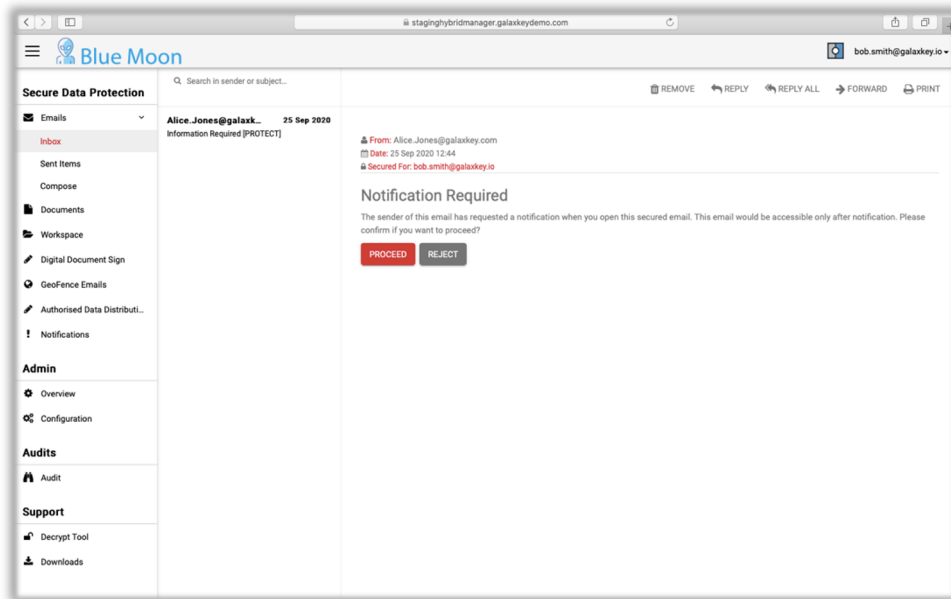 staginghybridmanager.galaxkeydemo.com
Blue Moon
bob.smith@galaxkey.io
Secure Data Protection
Emails
Inbox
Sent Items
Compose
Documents
Workspace
Digital Document Sign
GeoFence Emails
Authorised Data Distributi...
Notifications
Admin
Overview
Configuration
Audits
Audit
Support
Decrypt Tool
Downloads
Search in sender or subject...
Alice.Jones@galaxk... 25 Sep 2020
Information Required [PROTECT]
REMOVE REPLY REPLY ALL FORWARD PRINT
From: Alice.Jones@galaxkey.com
Date: 25 Sep 2020 12:44
Secured For: bob.smith@galaxkey.io
Notification Required
The sender of this email has requested a notification when you open this secured email. This email would be accessible only after notification. Please
confirm if you want to proceed?
PROCEED REJECT